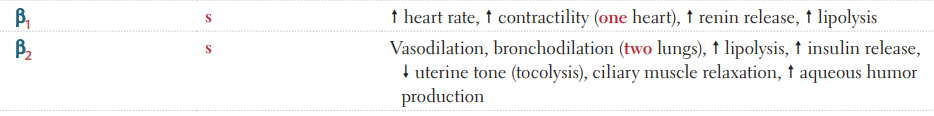 β₁ s ↑ heart rate, ↑ contractility (one heart), ↑ renin release, ↑ lipolysis
β₂ s Vasodilation, bronchodilation (two lungs), ↑ lipolysis, ↑ insulin release,
↓ uterine tone (tocolysis), ciliary muscle relaxation, ↑ aqueous humor
production